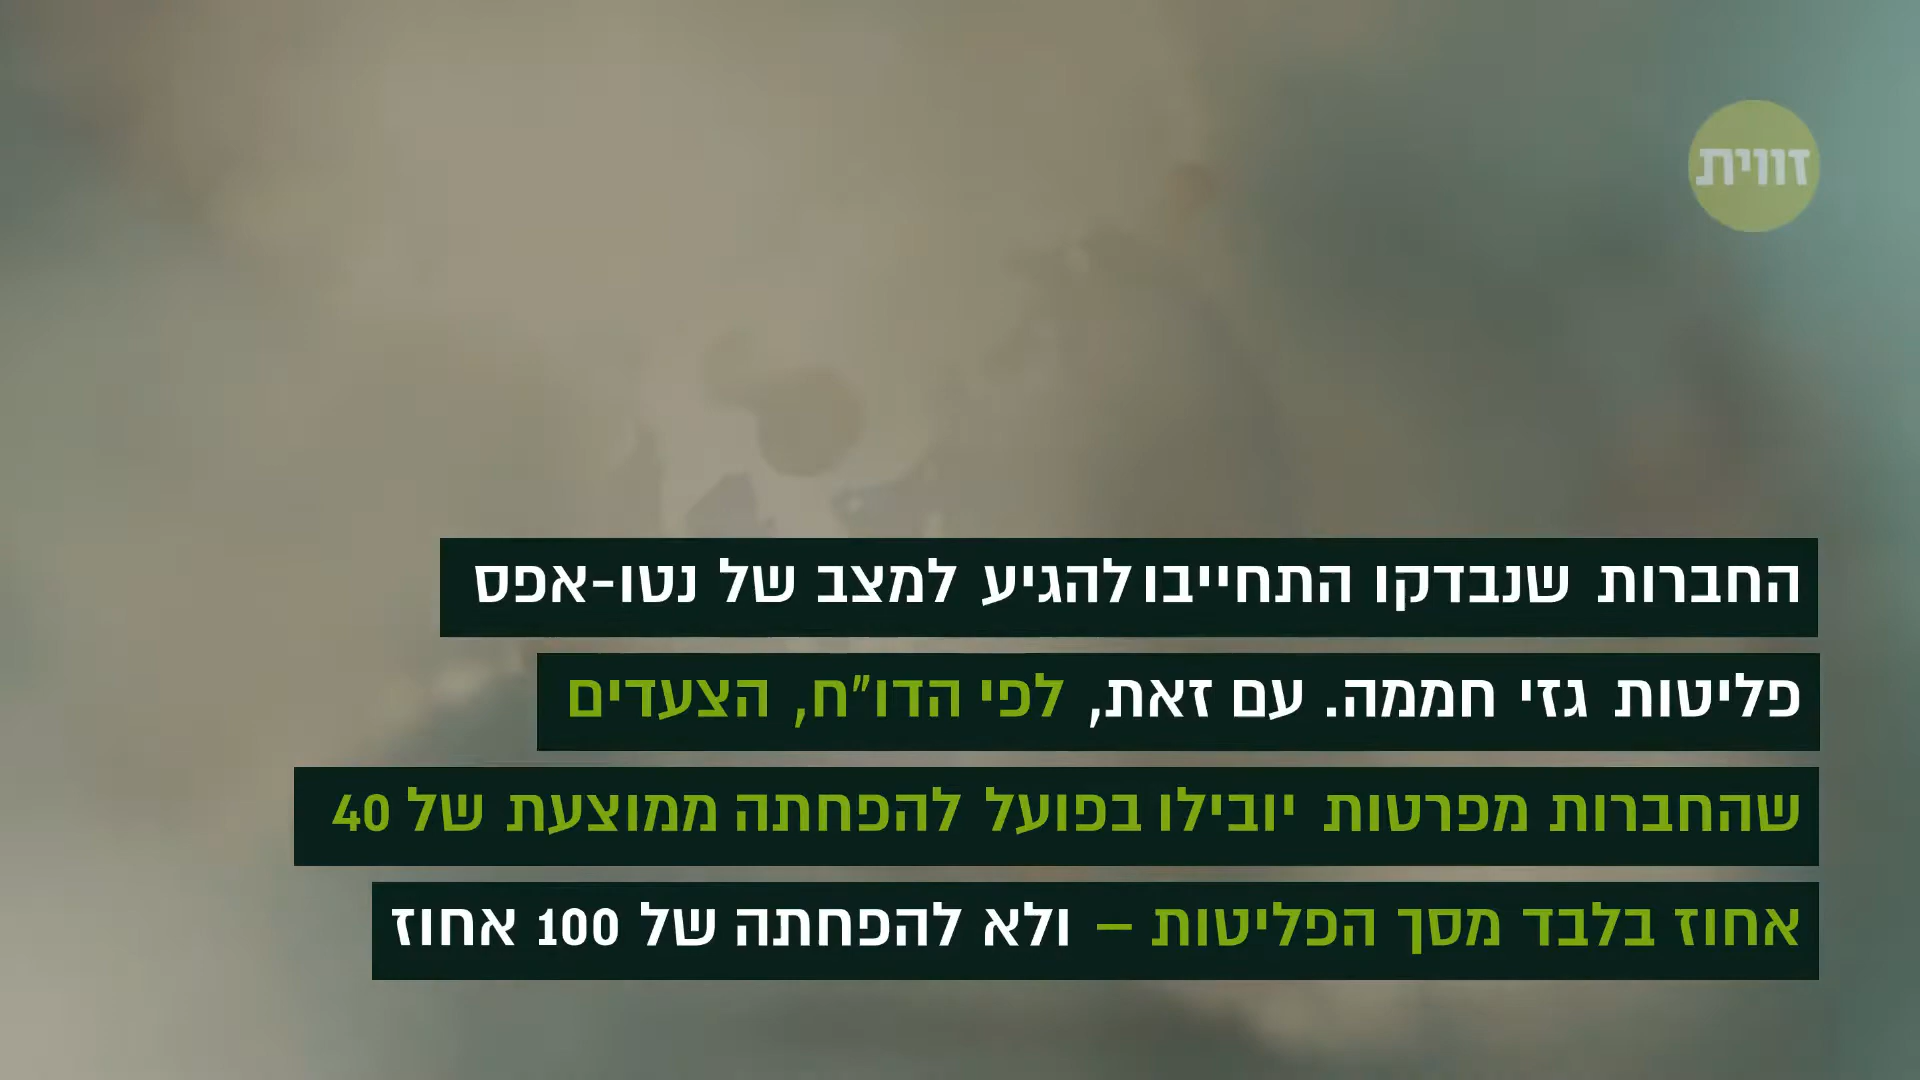 זווית
החברות שנבדקו התחייבו להגיע למצב של נטו-אפס
פליטות גזי חממה. עם זאת, לפי הדו"ח, הצעדים
שהחברות מפרטות יובילו בפועל להפחתה ממוצעת של 40
אחוז בלבד מסך הפליטות – ולא להפחתה של 100 אחוז